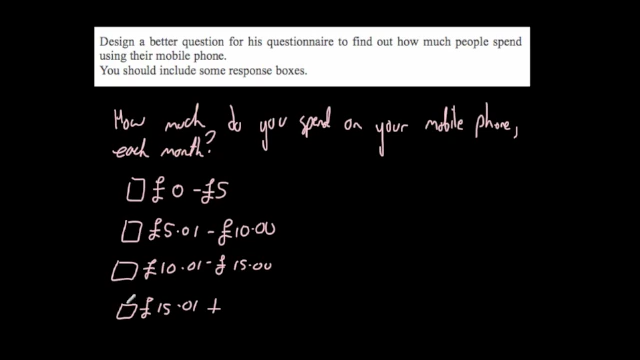 Design a better question for his questionnaire to find out how much people spend
using their mobile phone.
You should include some response boxes.
How much do you spend on your mobile phone,
each month?
£0 - £5
£5.01 - £10.00
£10.01 - £15.00
£15.01 +